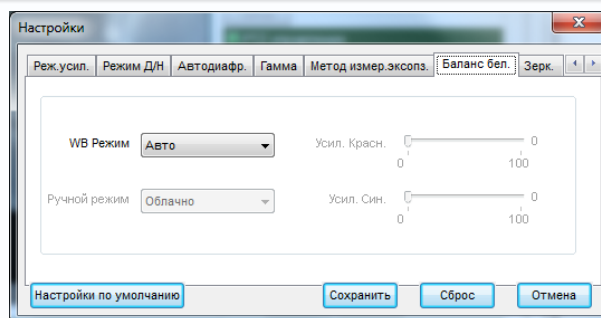 Настройки
Реж.усил. Режим Д/Н Автодиафр. Гамма Метод измер.экспз. Баланс бел. Зерк.
WB Режим Авто Усил. Красн. 0
0 100
Ручной режим Облачно Усил. Син. 0
0 100
Настройки по умолчанию Сохранить Сброс Отмена